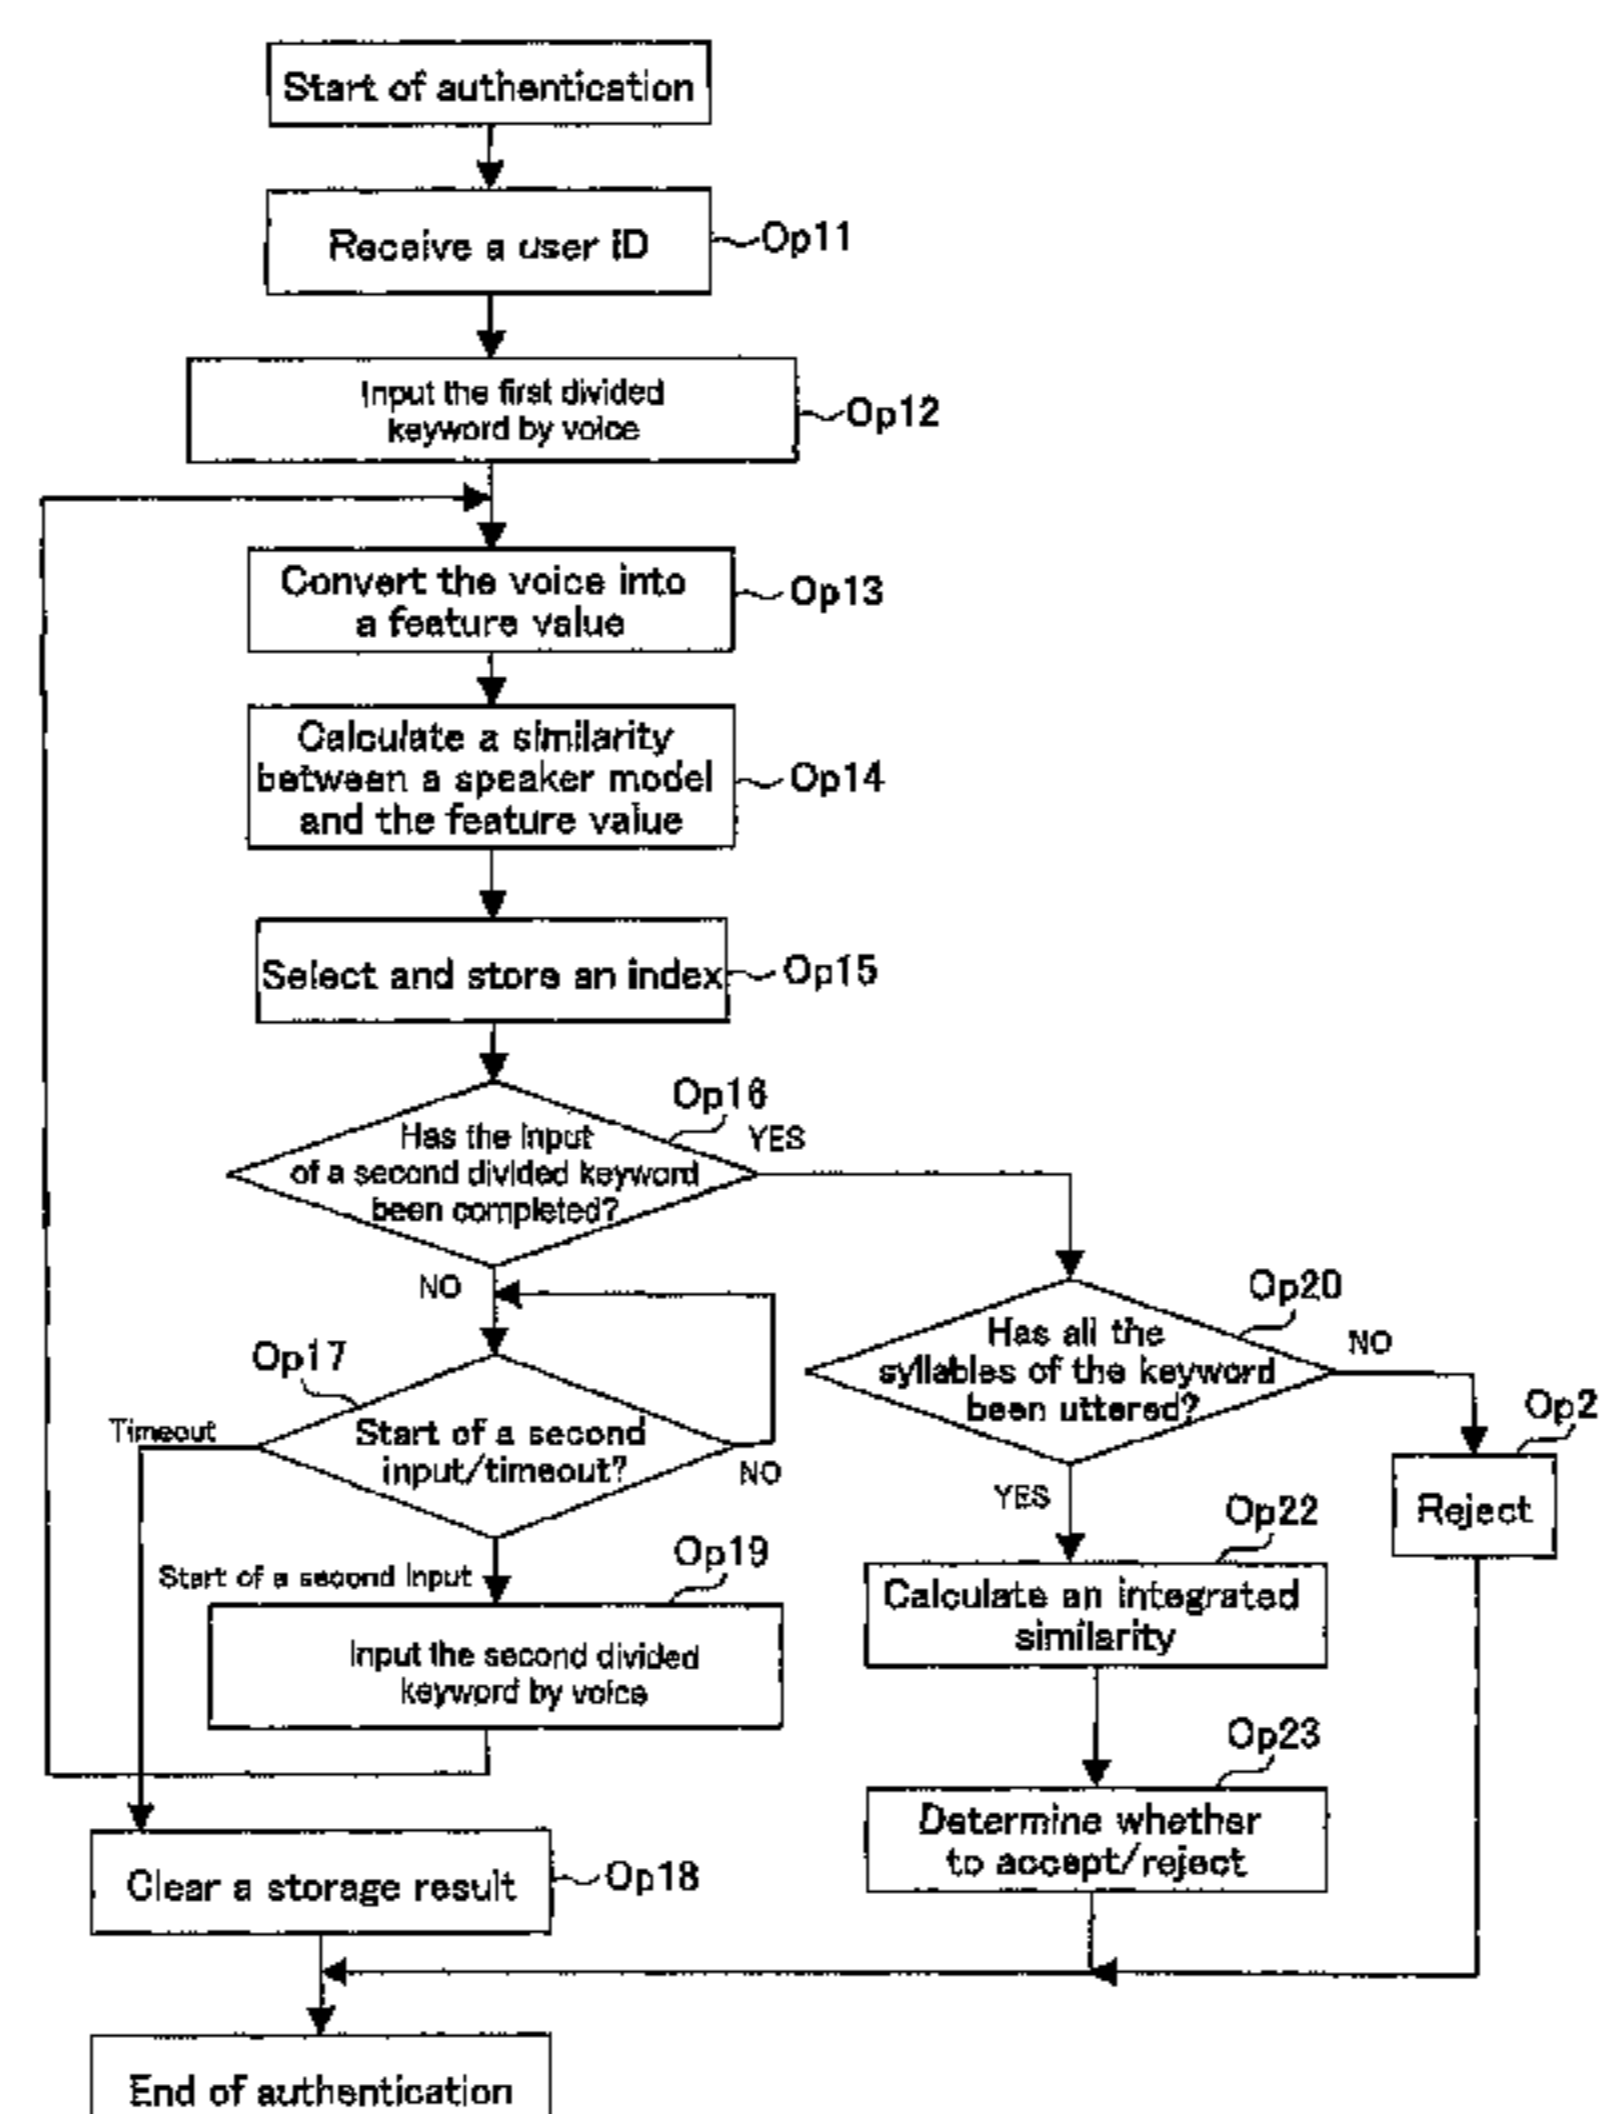 Start of authentication
Receive a user iD
Op11
Input the first divided
keyword by voice
Op12
Convert the voice into
a feature value
Op13
Calculate a similarity
between a speaker model
and the feature value
Op14
Select and store an index
Op15
Op16
Has the input
of a second divided keyword
been completed?
YES
NO
Op17
Timeout
Start of a second
input/timeout?
NO
Start of a second input
Op19
Input the second divided
keyword by voice
Clear a storage result
Op18
Op20
Has all the
syllables of the keyword
been uttered?
NO
YES
Op2
Reject
Op22
Calculate an integrated
similarity
Op23
Determine whether
to accept/reject
End of authentication